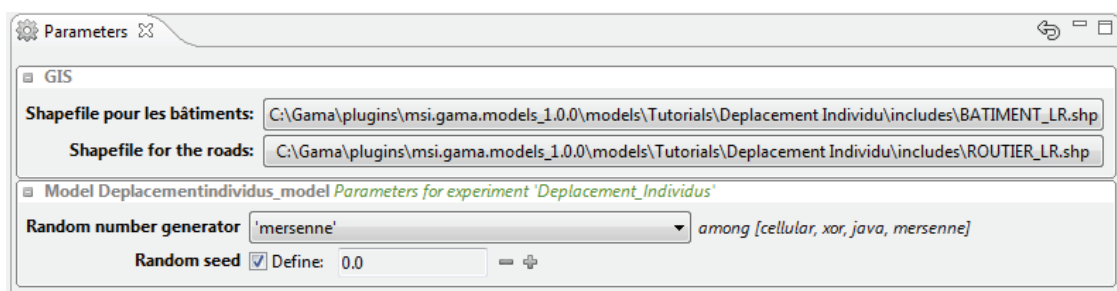 Parameters
GIS
Shapefile pour les bâtiments: C:\Gama\plugins\msi.gama.models_1.0.0\models\Tutorials\Deplacement Individu\includes\BATIMENT_LR.shp
Shapefile for the roads: C:\Gama\plugins\msi.gama.models_1.0.0\models\Tutorials\Deplacement Individu\includes\ROUTIER_LR.shp
Model Deplacementindividus_model Parameters for experiment 'Deplacement_Individus'
Random number generator 'mersenne' among [cellular, xor, java, mersenne]
Random seed Define: 0.0